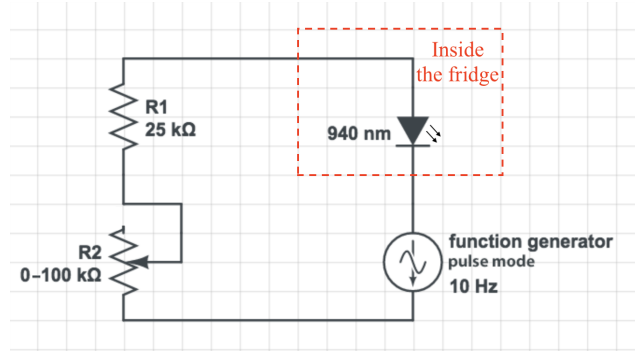 Inside
the fridge
R1
25 kΩ
940 nm
R2
0–100 kΩ
function generator
pulse mode
10 Hz